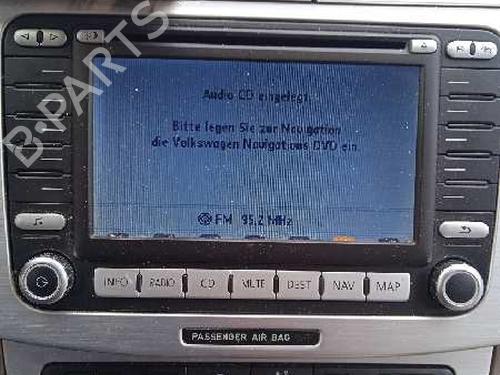 B-PARTS
Audio CD eingelegt.
Bitte legen Sie zur Navigation
die Volkswagen Navigations DVD ein.
FM 95,2 MHz
INFO RADIO CD MUTE DEST NAV MAP
PASSENGER AIR BAG